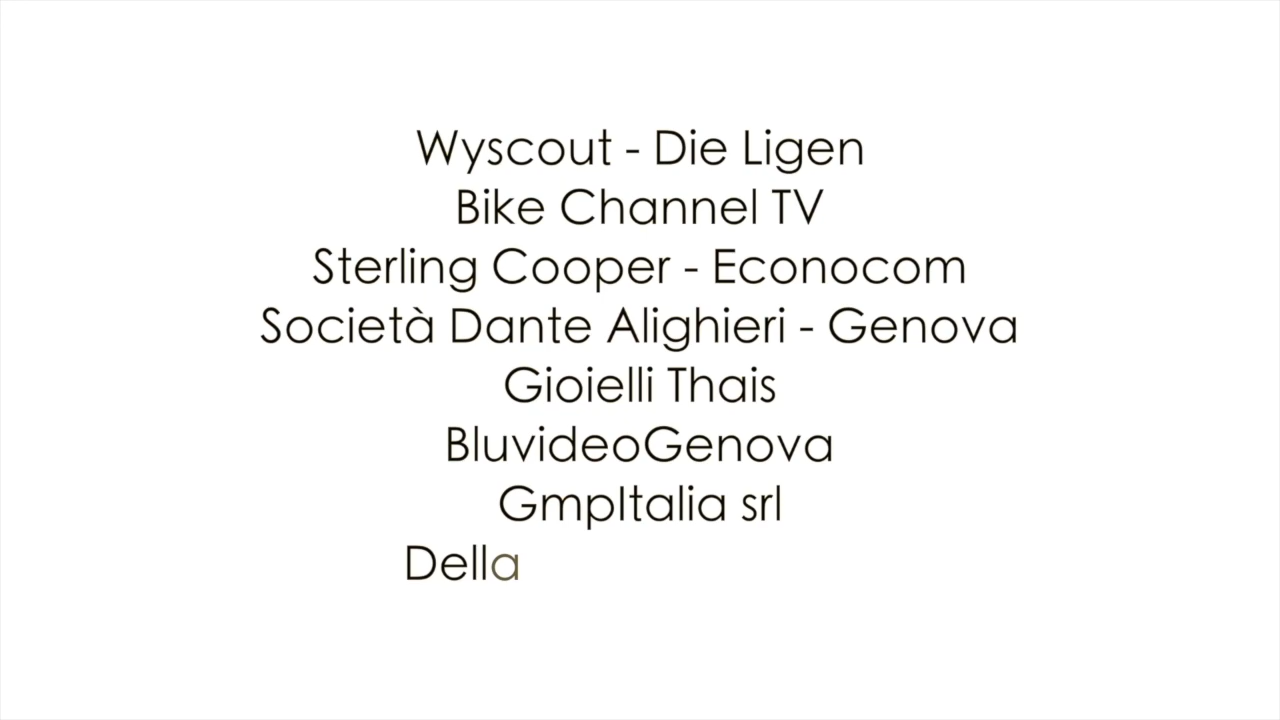 Wyscout - Die Ligen
Bike Channel TV
Sterling Cooper - Econocom
Società Dante Alighieri - Genova
Gioielli Thais
BluvideoGenova
GmpItalia srl
Della